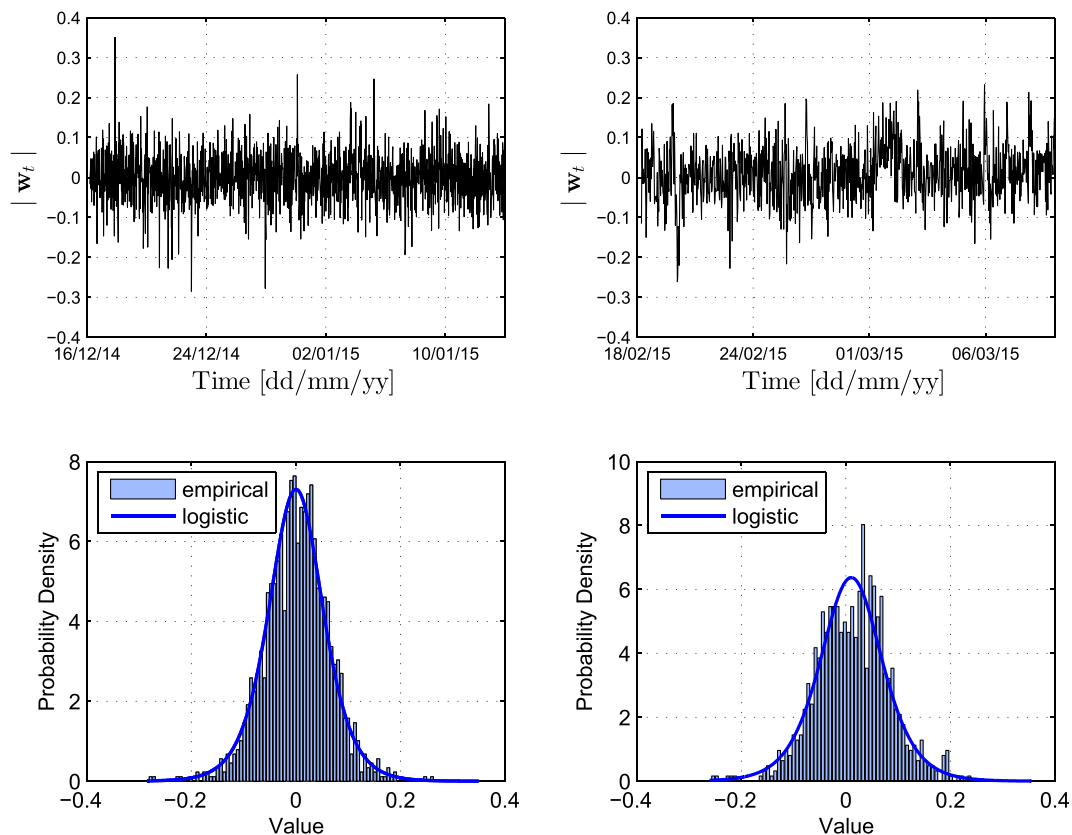 0.4
0.3
0.2
0.1
0
−0.1
−0.2
−0.3
−0.4
| w_t |
16/12/14 24/12/14 02/01/15 10/01/15
Time [dd/mm/yy]
0.4
0.3
0.2
0.1
0
−0.1
−0.2
−0.3
−0.4
| w_t |
18/02/15 24/02/15 01/03/15 06/03/15
Time [dd/mm/yy]
8
6
4
2
0
Probability Density
empirical
logistic
−0.4 −0.2 0 0.2 0.4
Value
10
8
6
4
2
0
Probability Density
empirical
logistic
−0.4 −0.2 0 0.2 0.4
Value